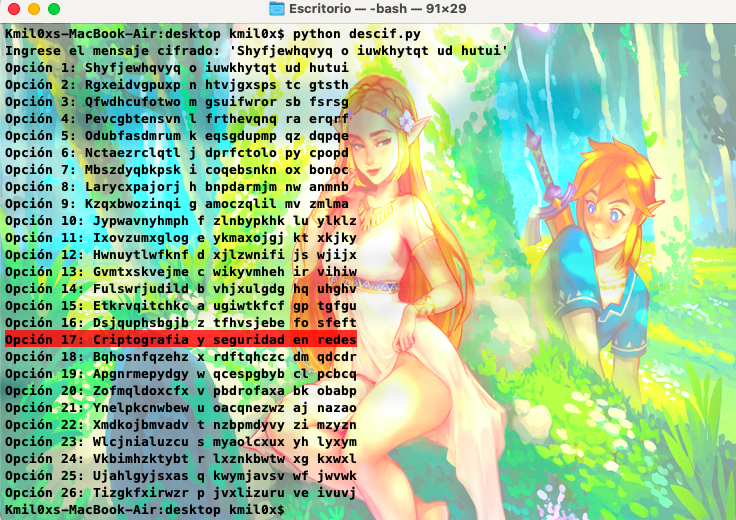 Escritorio — -bash — 91×29
Kmil0xs-MacBook-Air:desktop kmil0x$ python descif.py
Ingrese el mensaje cifrado: 'Shyfjewhqvyq o iuwkhytqt ud hutui'
Opción 1: Shyfjewhqvyq o iuwkhytqt ud hutui
Opción 2: Rgxeidvgpuxp n htvjgxsps tc gtsth
Opción 3: Qfwdhcufotwo m gsuifwror sb fsrsg
Opción 4: Pevcgbtensvn l frthevqnq ra erqrf
Opción 5: Odubfasdmrum k eqsgdupmp qz dqpqe
Opción 6: Nctaezrclqtl j dprfctolo py cpopd
Opción 7: Mbszdyqbkpsk i coqebsnkn ox bonoc
Opción 8: Larycxpajorj h bnpdarmjm nw anmnb
Opción 9: Kzqxbwozinqi g amoczqlil mv zmlma
Opción 10: Jypwavnyhmph f zlnbypkhk lu ylklz
Opción 11: Ixovzumxglog e ykmaxojgj kt xkjky
Opción 12: Hwnuytlwfknf d xjlzwnifi js wjijx
Opción 13: Gvmtxskvejme c wikyvmheh ir vihiw
Opción 14: Fulswrjudild b vhjxulgdg hq uhghv
Opción 15: Etkrvqitchkc a ugiwtkfcf gp tgfgu
Opción 16: Dsjquphsbgjb z tfhvsjebe fo sfeft
Opción 17: Criptografia y seguridad en redes
Opción 18: Bqhosnfqzehz x rdftqhczc dm qdcdr
Opción 19: Apgnrmepydgy w qcespgbyb cl pcbcq
Opción 20: Zofmqldoxcfx v pbdrofaxa bk obabp
Opción 21: Ynelpkcnwbew u oacqnezwz aj nazao
Opción 22: Xmdkojbmvadv t nzbpmdyvy zi mzyzn
Opción 23: Wlcjnialuzcu s myaolcxux yh lyxym
Opción 24: Vkbimhzktybt r lxznkbwtw xg kxwxl
Opción 25: Ujahlgyjsxas q kwymjavsv wf jwvwk
Opción 26: Tizgkfxirwzr p jvxlizuru ve ivuvj
Kmil0xs-MacBook-Air:desktop kmil0x$